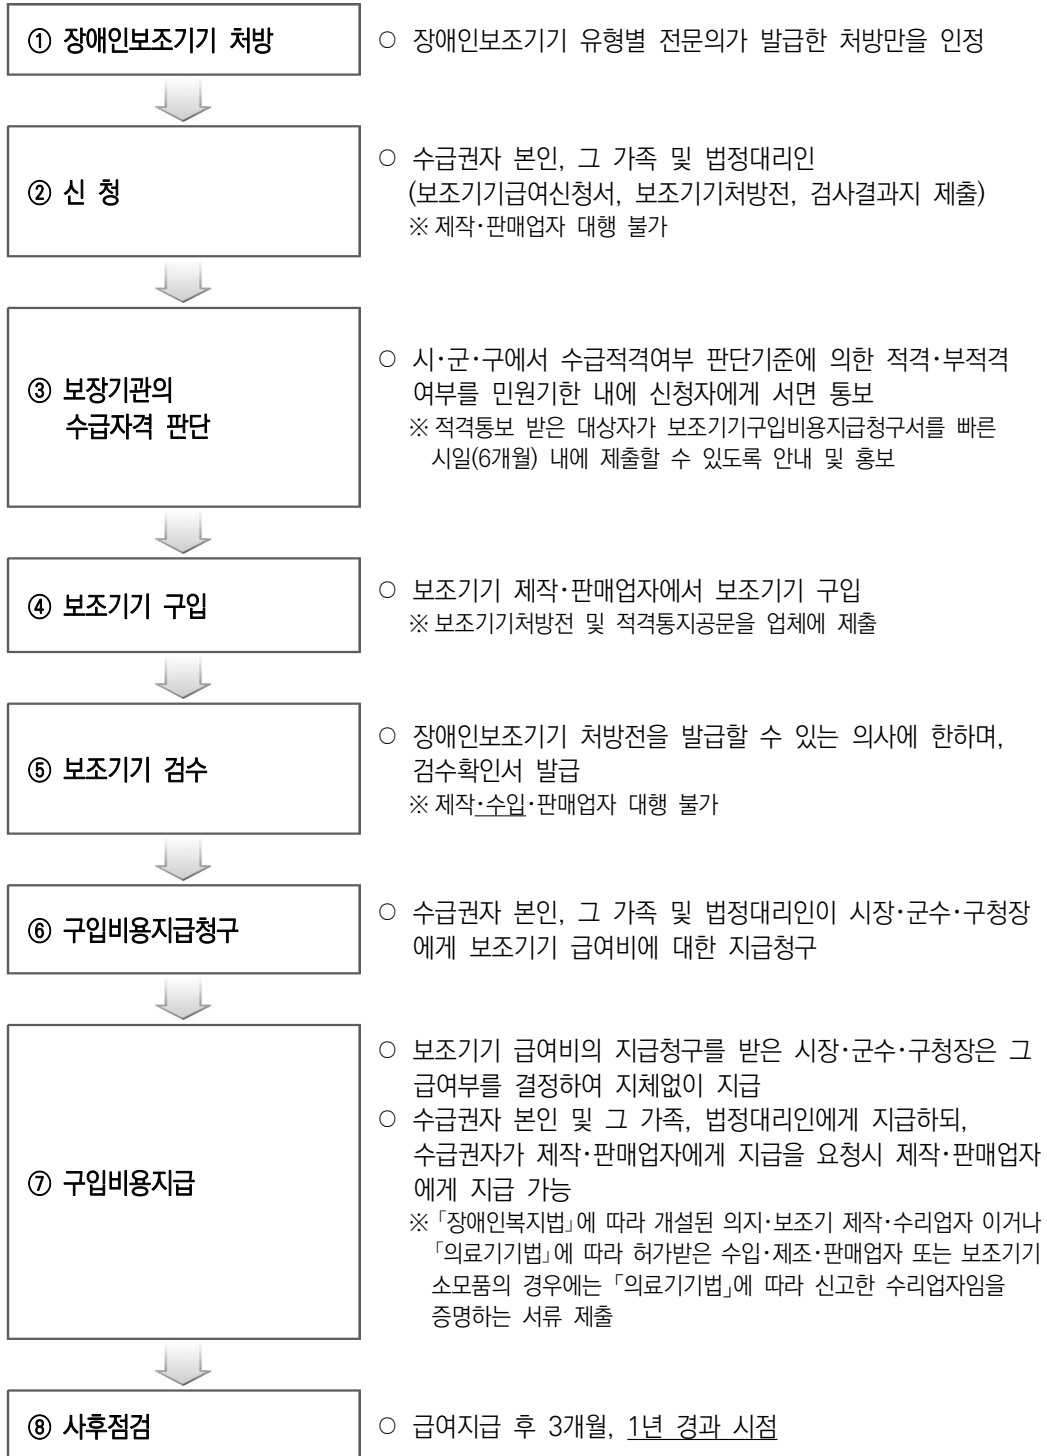 ① 장애인보조기기 처방
○ 장애인보조기기 유형별 전문의가 발급한 처방만을 인정
② 신 청
○ 수급권자 본인, 그 가족 및 법정대리인
(보조기기급여신청서, 보조기기처방전, 검사결과지 제출)
※ 제작·판매업자 대행 불가
③ 보장기관의
수급자격 판단
○ 시·군·구에서 수급적격여부 판단기준에 의한 적격·부적격
여부를 민원기한 내에 신청자에게 서면 통보
※ 적격통보 받은 대상자가 보조기기구입비용지급청구서를 빠른
시일(6개월) 내에 제출할 수 있도록 안내 및 홍보
④ 보조기기 구입
○ 보조기기 제작·판매업자에서 보조기기 구입
※ 보조기기처방전 및 적격통지공문을 업체에 제출
⑤ 보조기기 검수
○ 장애인보조기기 처방전을 발급할 수 있는 의사에 한하며,
검수확인서 발급
※ 제작·수입·판매업자 대행 불가
⑥ 구입비용지급청구
○ 수급권자 본인, 그 가족 및 법정대리인이 시장·군수·구청장
에게 보조기기 급여비에 대한 지급청구
⑦ 구입비용지급
○ 보조기기 급여비의 지급청구를 받은 시장·군수·구청장은 그
급여부를 결정하여 지체없이 지급
○ 수급권자 본인 및 그 가족, 법정대리인에게 지급하되,
수급권자가 제작·판매업자에게 지급을 요청시 제작·판매업자
에게 지급 가능
※ 「장애인복지법」에 따라 개설된 의지·보조기 제작·수리업자 이거나
「의료기기법」에 따라 허가받은 수입·제조·판매업자 또는 보조기기
소모품의 경우에는 「의료기기법」에 따라 신고한 수리업자임을
증명하는 서류 제출
⑧ 사후점검
○ 급여지급 후 3개월, 1년 경과 시점